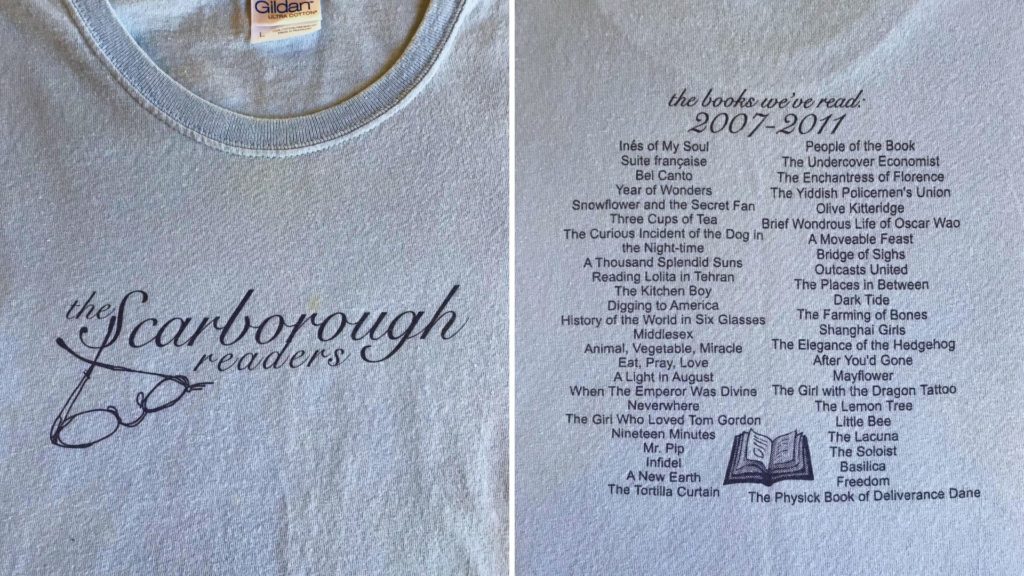 Gildan
ULTRA COTTON
L
the Scarborough
readers
the books we've read:
2007-2011
Inés of My Soul
Suite française
Bel Canto
Year of Wonders
Snowflower and the Secret Fan
Three Cups of Tea
The Curious Incident of the Dog in
the Night-time
A Thousand Splendid Suns
Reading Lolita in Tehran
The Kitchen Boy
Digging to America
History of the World in Six Glasses
Middlesex
Animal, Vegetable, Miracle
Eat, Pray, Love
A Light in August
When The Emperor Was Divine
Neverwhere
The Girl Who Loved Tom Gordon
Nineteen Minutes
Mr. Pip
Infidel
A New Earth
The Tortilla Curtain
People of the Book
The Undercover Economist
The Enchantress of Florence
The Yiddish Policemen's Union
Olive Kitteridge
Brief Wondrous Life of Oscar Wao
A Moveable Feast
Bridge of Sighs
Outcasts United
The Places in Between
Dark Tide
The Farming of Bones
Shanghai Girls
The Elegance of the Hedgehog
After You'd Gone
Mayflower
The Girl with the Dragon Tattoo
The Lemon Tree
Little Bee
The Lacuna
The Soloist
Basilica
Freedom
The Physick Book of Deliverance Dane